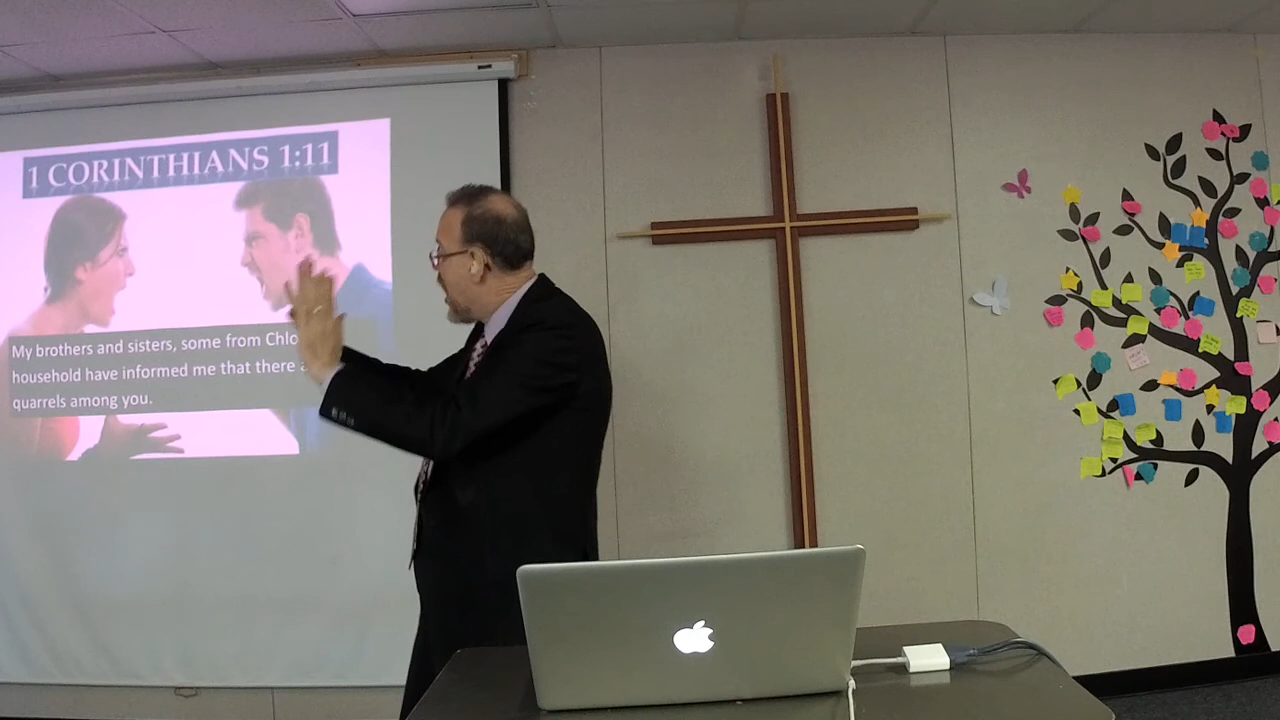 1 CORINTHIANS 1:11
My brothers and sisters, some from Chlo
household have informed me that there a
quarrels among you.